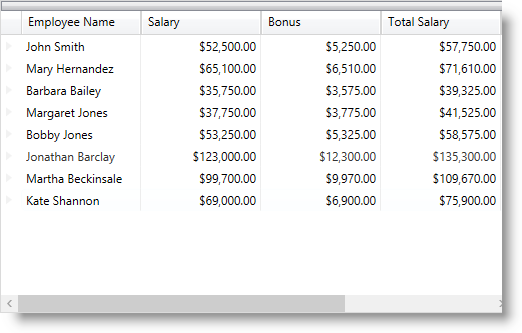 Employee Name Salary Bonus Total Salary
John Smith $52,500.00 $5,250.00 $57,750.00
Mary Hernandez $65,100.00 $6,510.00 $71,610.00
Barbara Bailey $35,750.00 $3,575.00 $39,325.00
Margaret Jones $37,750.00 $3,775.00 $41,525.00
Bobby Jones $53,250.00 $5,325.00 $58,575.00
Jonathan Barclay $123,000.00 $12,300.00 $135,300.00
Martha Beckinsale $99,700.00 $9,970.00 $109,670.00
Kate Shannon $69,000.00 $6,900.00 $75,900.00